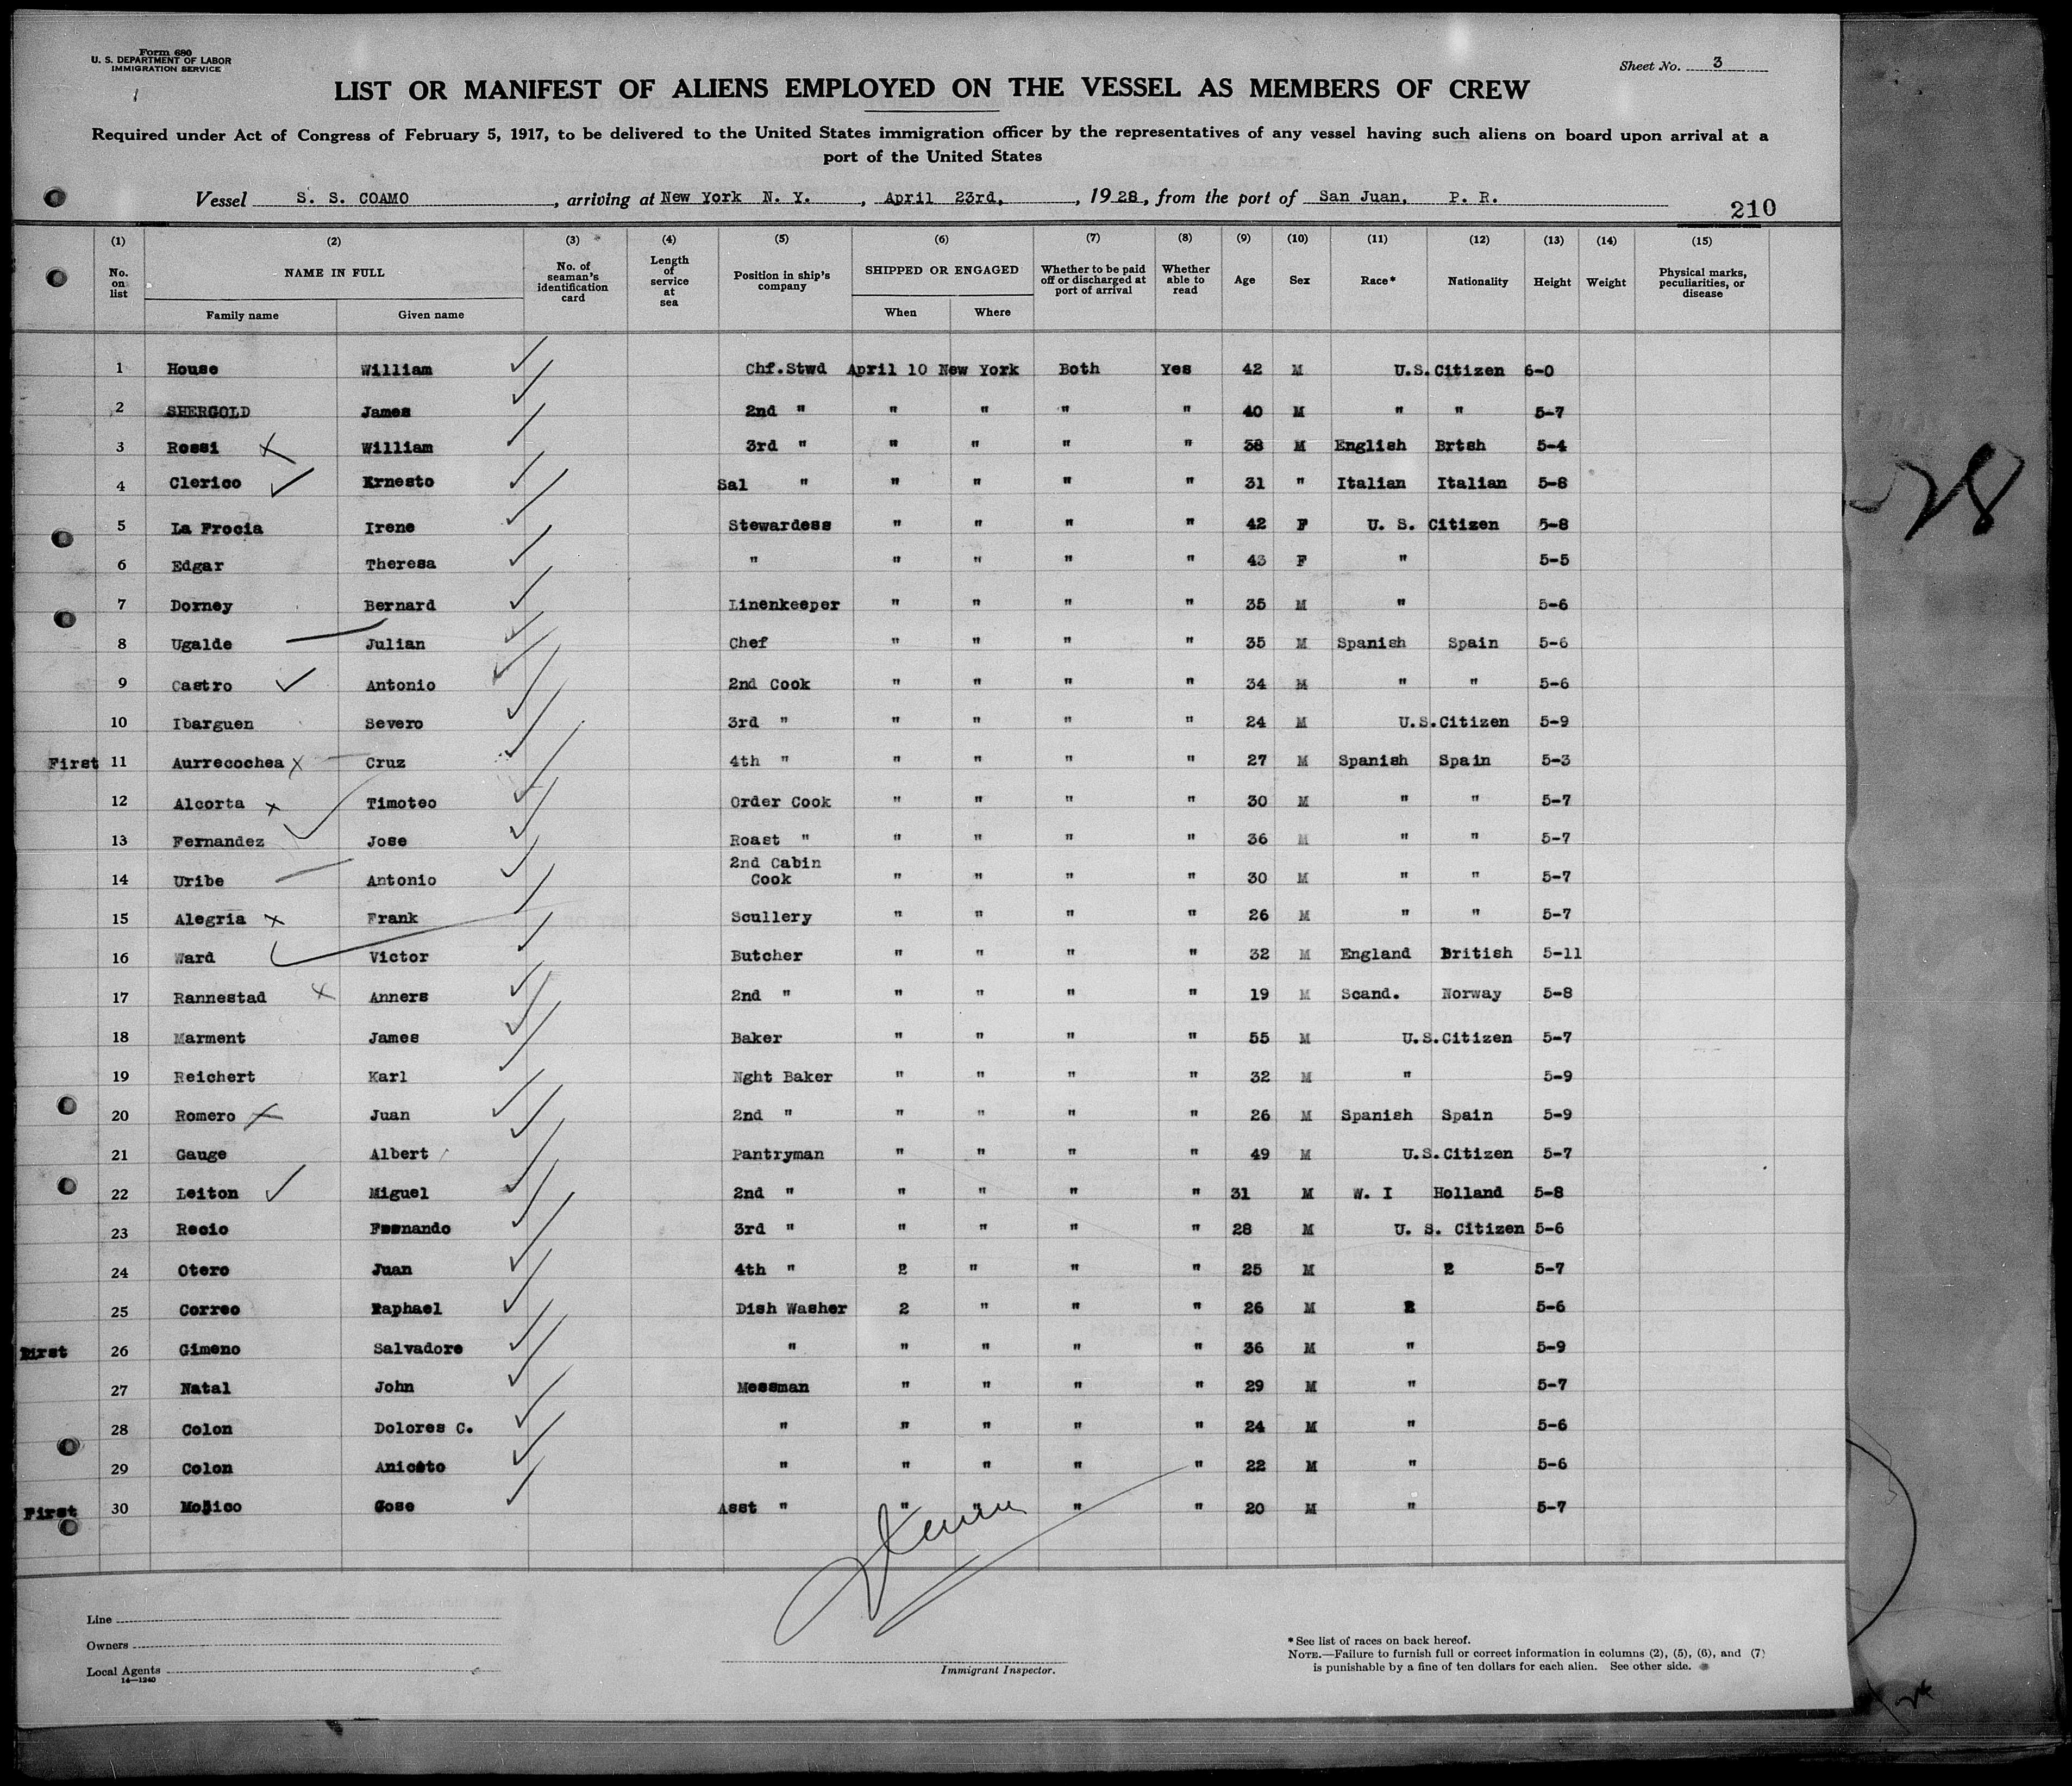 Form 680
U. S. DEPARTMENT OF LABOR
IMMIGRATION SERVICE
Sheet No. 3
LIST OR MANIFEST OF ALIENS EMPLOYED ON THE VESSEL AS MEMBERS OF CREW
Required under Act of Congress of February 5, 1917, to be delivered to the United States immigration officer by the representatives of any vessel having such aliens on board upon arrival at a
port of the United States
Vessel S. S. COAMO, arriving at New York N. Y., April 23rd, 1928, from the port of San Juan, P. R.
210
(1) (2) (3) (4) (5) (6) (7) (8) (9) (10) (11) (12) (13) (14) (15)
No. on list NAME IN FULL Family name Given name No. of seaman's identification card Length of service at sea Position in ship's company SHIPPED OR ENGAGED When Where Whether to be paid off or discharged at port of arrival Whether able to read Age Sex Race* Nationality Height Weight Physical marks, peculiarities, or disease
1 House William Chf.Stwd April 10 New York Both Yes 42 M U.S. Citizen 6-0
2 SHERGOLD James 2nd " " " " " 40 M " " 5-7
3 Rossi William 3rd " " " " " 38 M English Brtsh 5-4
4 Clerico Ernesto Sal " " " " " 31 " Italian Italian 5-8
5 La Frocia Irene Stewardess " " " " 42 F U. S. Citizen 5-8
6 Edgar Theresa " " " " " 43 F " 5-5
7 Dorney Bernard Linenkeeper " " " " 35 M " 5-6
8 Ugalde Julian Chef " " " " 35 M Spanish Spain 5-6
9 Castro Antonio 2nd Cook " " " " 34 M " " 5-6
10 Ibarguen Severo 3rd " " " " " 24 M U.S.Citizen 5-9
First 11 Aurrecochea Cruz 4th " " " " " 27 M Spanish Spain 5-3
12 Alcorta Timoteo Order Cook " " " " 30 M " " 5-7
13 Fernandez Jose Roast " " " " " 36 M " " 5-7
14 Uribe Antonio 2nd Cabin Cook " " " " 30 M " " 5-7
15 Alegria Frank Scullery " " " " 26 M " " 5-7
16 Ward Victor Butcher " " " " 32 M England British 5-11
17 Rannestad Anners 2nd " " " " " 19 M Scand. Norway 5-8
18 Marment James Baker " " " " 55 M U.S.Citizen 5-7
19 Reichert Karl Nght Baker " " " " 32 M " 5-9
20 Romero Juan 2nd " " " " " 26 M Spanish Spain 5-9
21 Gauge Albert Pantryman " " " " 49 M U.S.Citizen 5-7
22 Leiton Miguel 2nd " " " " " 31 M W. I Holland 5-8
23 Recio Fernando 3rd " " " " " 28 M U. S. Citizen 5-6
24 Otero Juan 4th " 2 " " " 25 M 2 5-7
25 Correo Raphael Dish Washer 2 " " " 26 M 2 5-6
First 26 Gimeno Salvadore " " " " " 36 M " 5-9
27 Natal John Messman " " " " 29 M " 5-7
28 Colon Dolores C. " " " " " 24 M " 5-6
29 Colon Aniceto " " " " " 22 M " 5-6
First 30 Mojico Gose Asst " " " " " 20 M " 5-7
28
Line
Owners
Local Agents
14—1240
Immigrant Inspector.
* See list of races on back hereof.
NOTE.—Failure to furnish full or correct information in columns (2), (5), (6), and (7)
is punishable by a fine of ten dollars for each alien. See other side.